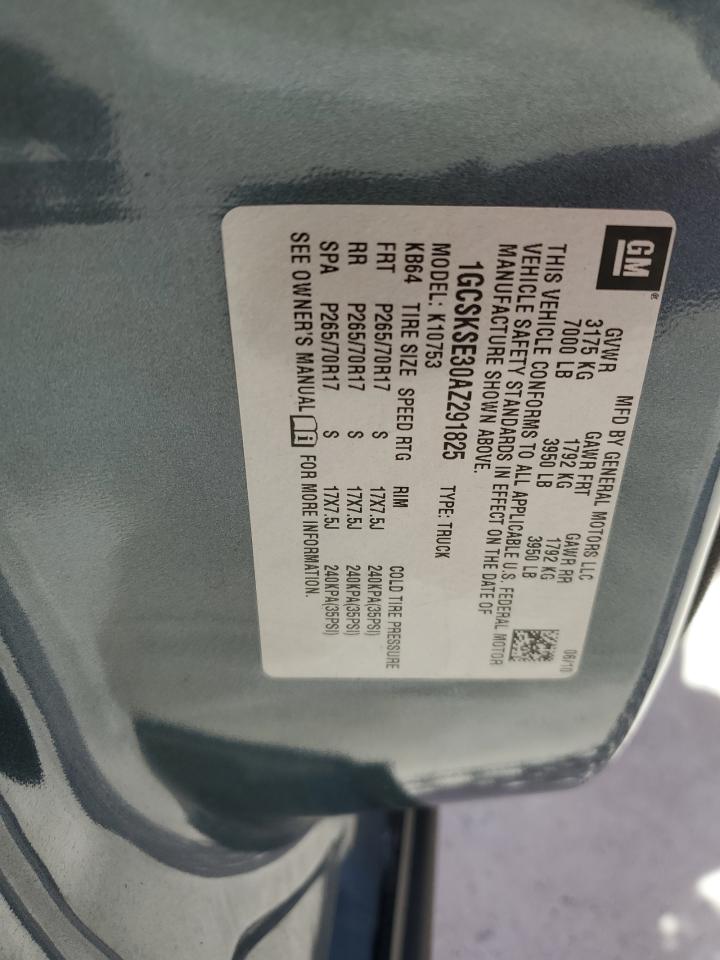 GM ®
MFD BY GENERAL MOTORS LLC 06/10
GVWR GAWR FRT GAWR RR
3175 KG 1792 KG 1792 KG
7000 LB 3950 LB 3950 LB
THIS VEHICLE CONFORMS TO ALL APPLICABLE U.S. FEDERAL MOTOR
VEHICLE SAFETY STANDARDS IN EFFECT ON THE DATE OF
MANUFACTURE SHOWN ABOVE.
1GCSKSE30AZ291825
MODEL: K10753 TYPE: TRUCK
KB64 TIRE SIZE SPEED RTG RIM COLD TIRE PRESSURE
FRT P265/70R17 S 17X7.5J 240KPA(35PSI)
RR P265/70R17 S 17X7.5J 240KPA(35PSI)
SPA P265/70R17 S 17X7.5J 240KPA(35PSI)
SEE OWNER'S MANUAL FOR MORE INFORMATION.